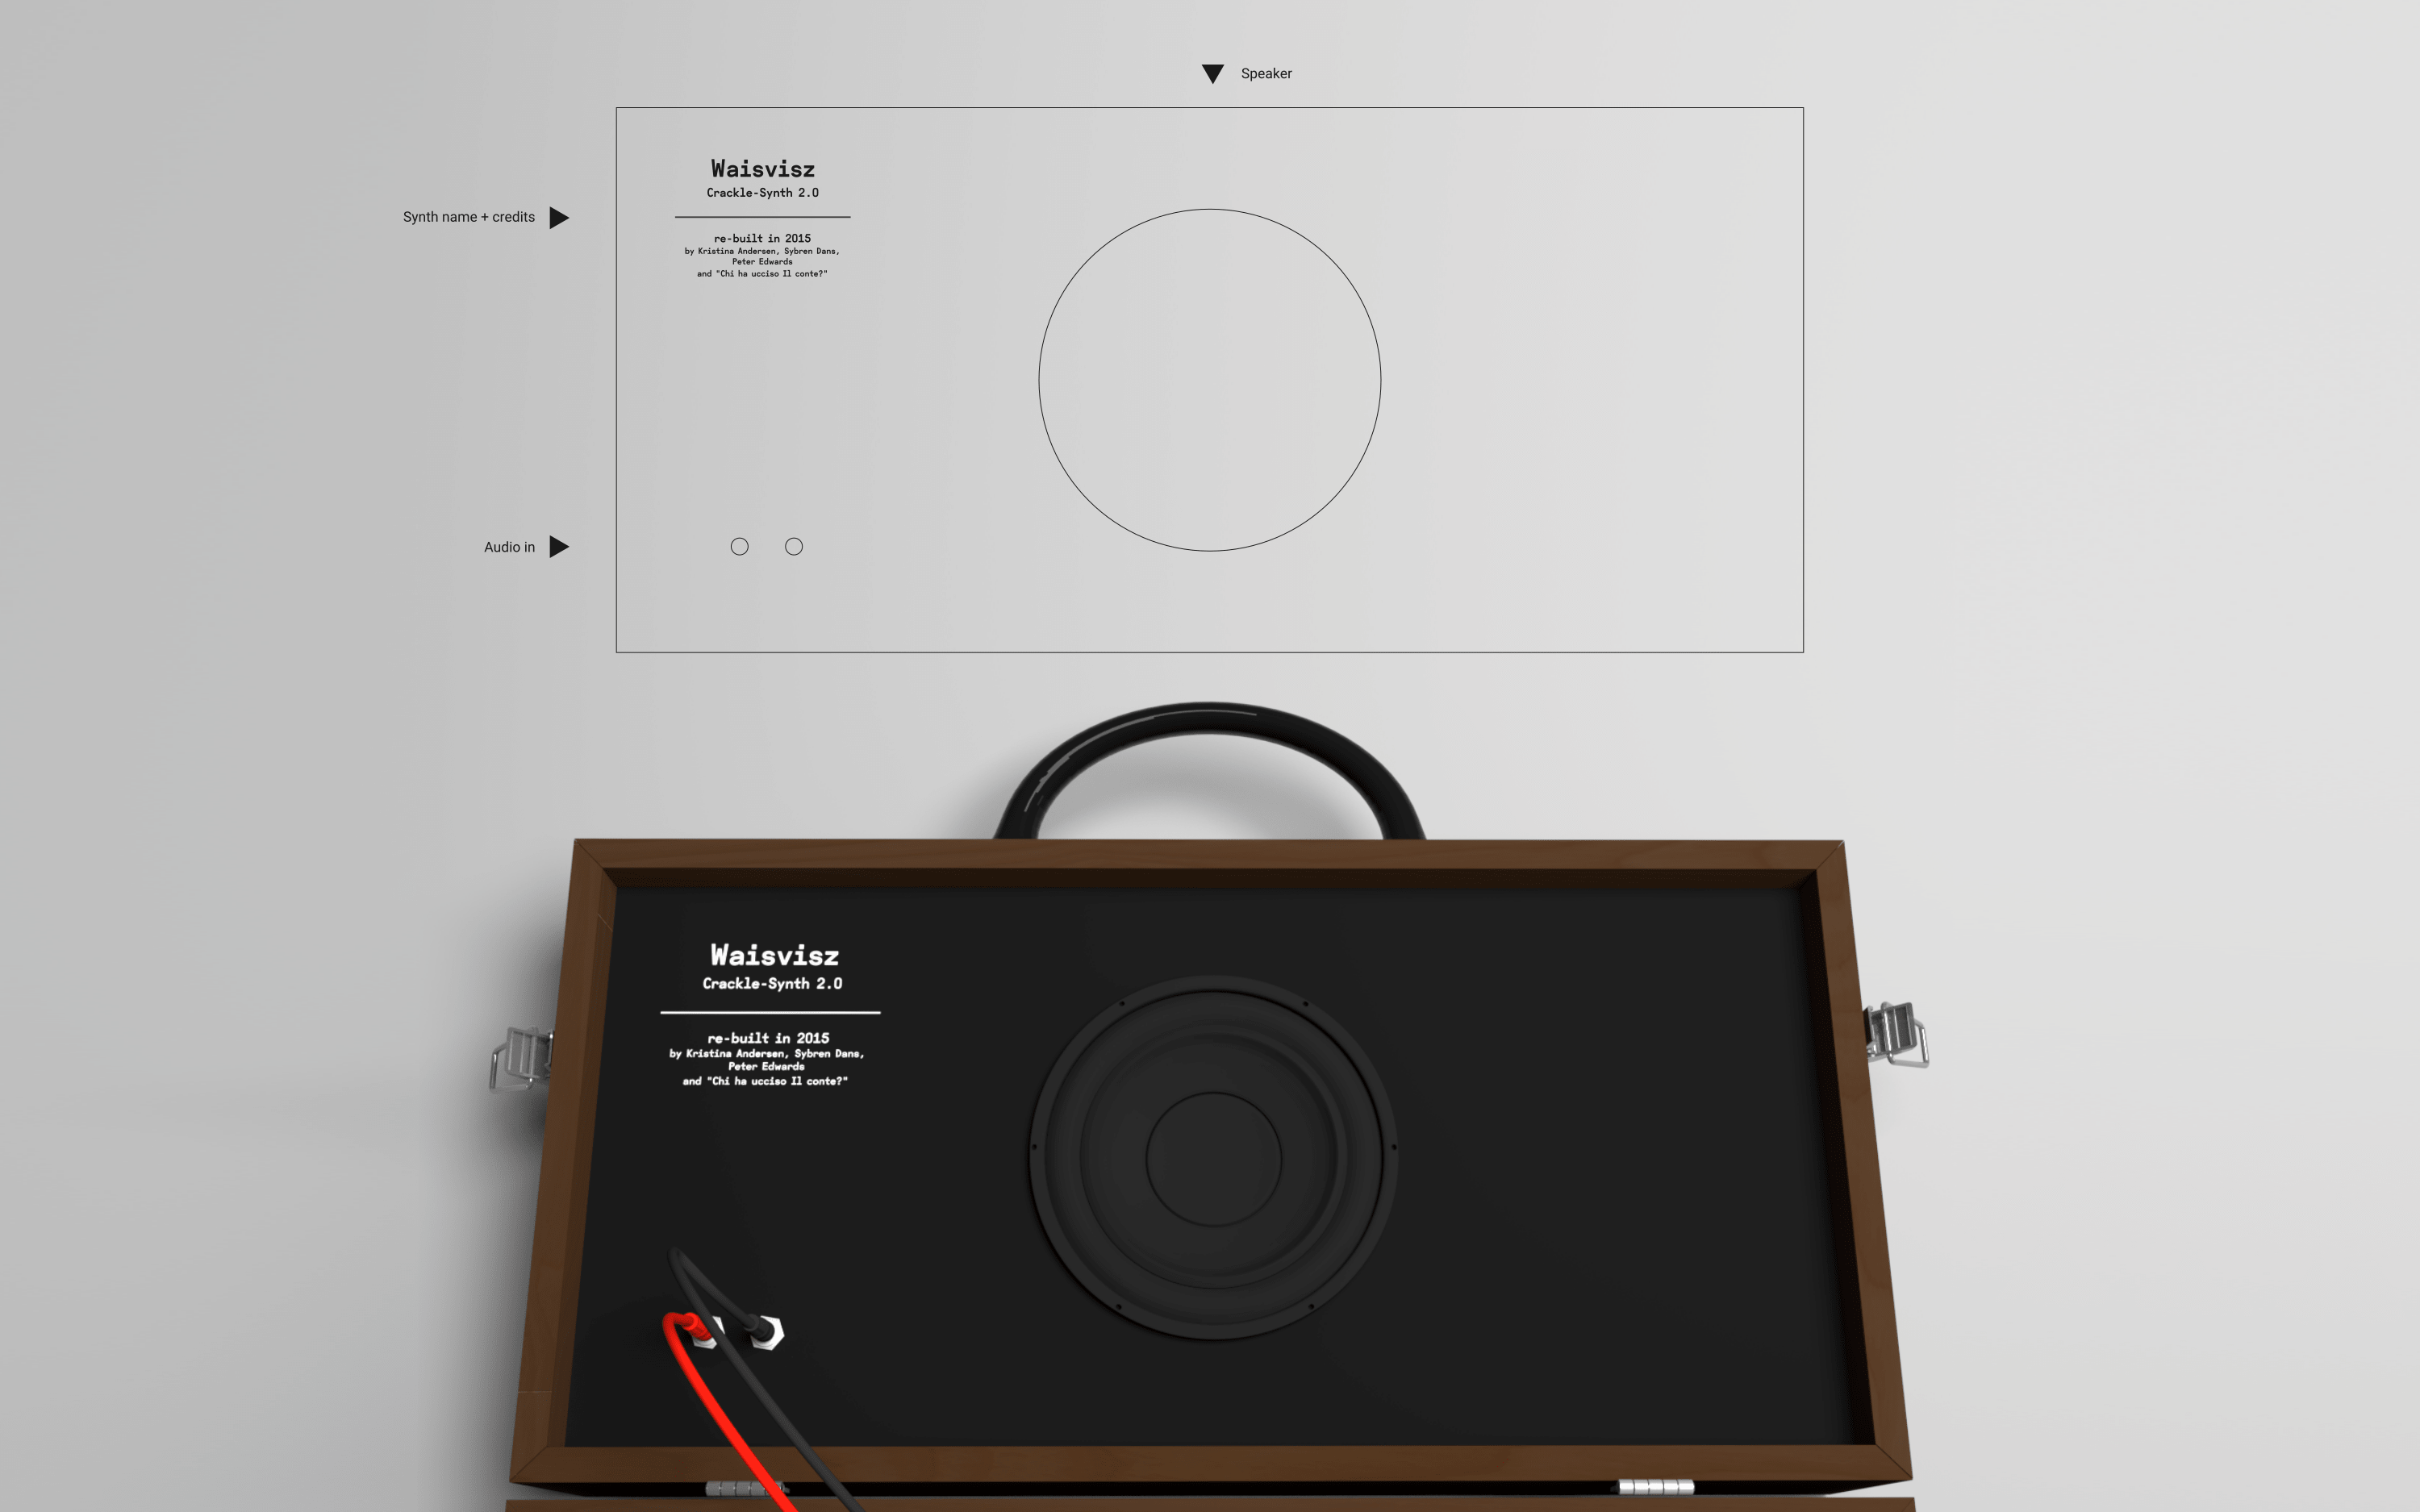 Speaker
Waisvisz
Crackle-Synth 2.0
Synth name + credits
re-built in 2015
by Kristina Andersen, Sybren Dans,
Peter Edwards
and "Chi ha ucciso Il conte?"
Audio in
Waisvisz
Crackle-Synth 2.0
re-built in 2015
by Kristina Andersen, Sybren Dans,
Peter Edwards
and "Chi ha ucciso Il conte?"